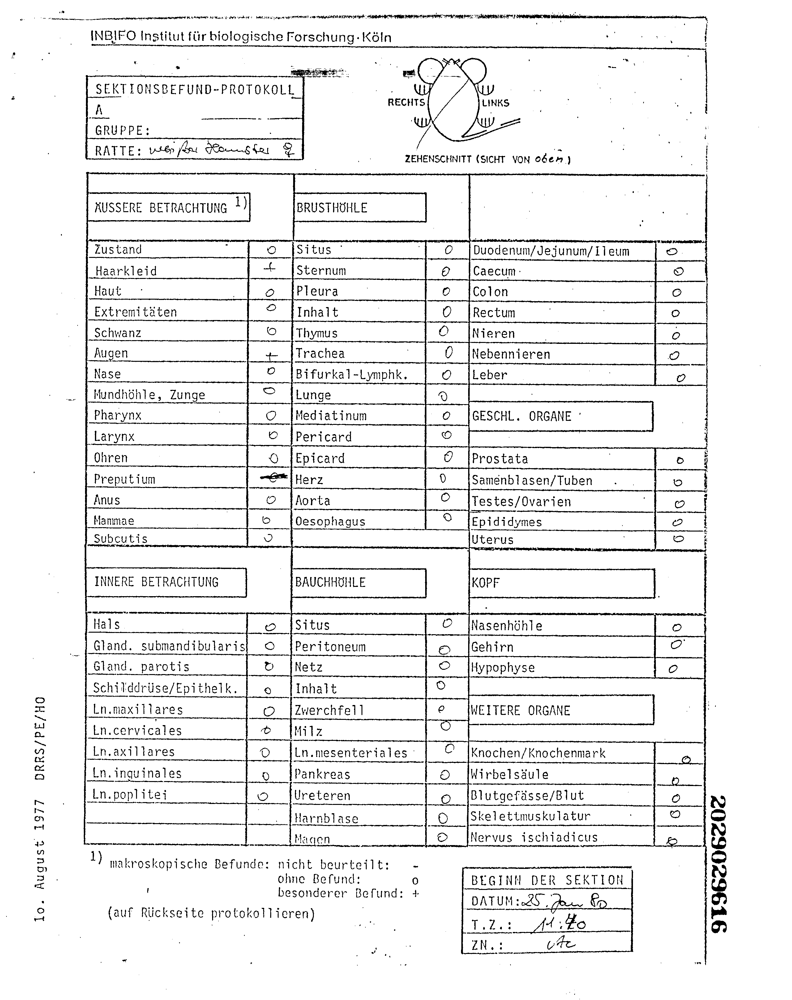 INBIFO Institut für biologische Forschung·Köln
SEKTIONSBEFUND-PROTOKOLL
A
GRUPPE:
RATTE: weißer Hamster ♀
RECHTS LINKS
ZEHENSCHNITT (SICHT VON oben)
ÄUSSERE BETRACHTUNG 1)
Zustand o
Haarkleid +
Haut o
Extremitäten o
Schwanz o
Augen +
Nase o
Mundhöhle, Zunge o
Pharynx o
Larynx o
Ohren o
Preputium
Anus o
Mammae o
Subcutis o
INNERE BETRACHTUNG
Hals o
Gland. submandibularis o
Gland. parotis o
Schilddrüse/Epithelk. o
Ln.maxillares o
Ln.cervicales o
Ln.axillares o
Ln.inguinales o
Ln.poplitei o
BRUSTHÖHLE
Situs o
Sternum o
Pleura o
Inhalt o
Thymus o
Trachea o
Bifurkal-Lymphk. o
Lunge o
Mediatinum o
Pericard o
Epicard o
Herz o
Aorta o
Oesophagus o
BAUCHHÖHLE
Situs o
Peritoneum o
Netz o
Inhalt o
Zwerchfell o
Milz o
Ln.mesenteriales o
Pankreas o
Ureteren o
Harnblase o
Magen o
Duodenum/Jejunum/Ileum o
Caecum o
Colon o
Rectum o
Nieren o
Nebennieren o
Leber o
GESCHL. ORGANE
Prostata o
Samenblasen/Tuben o
Testes/Ovarien o
Epididymes o
Uterus o
KOPF
Nasenhöhle o
Gehirn o
Hypophyse o
WEITERE ORGANE
Knochen/Knochenmark o
Wirbelsäule o
Blutgefässe/Blut o
Skelettmuskulatur o
Nervus ischiadicus o
1) makroskopische Befunde: nicht beurteilt: -
ohne Befund: o
besonderer Befund: +
(auf Rückseite protokollieren)
BEGINN DER SEKTION
DATUM: 25. Jan 80
T.Z.: 11:40
ZN.:
lo. August 1977 DRRS/PE/HO
2029029616